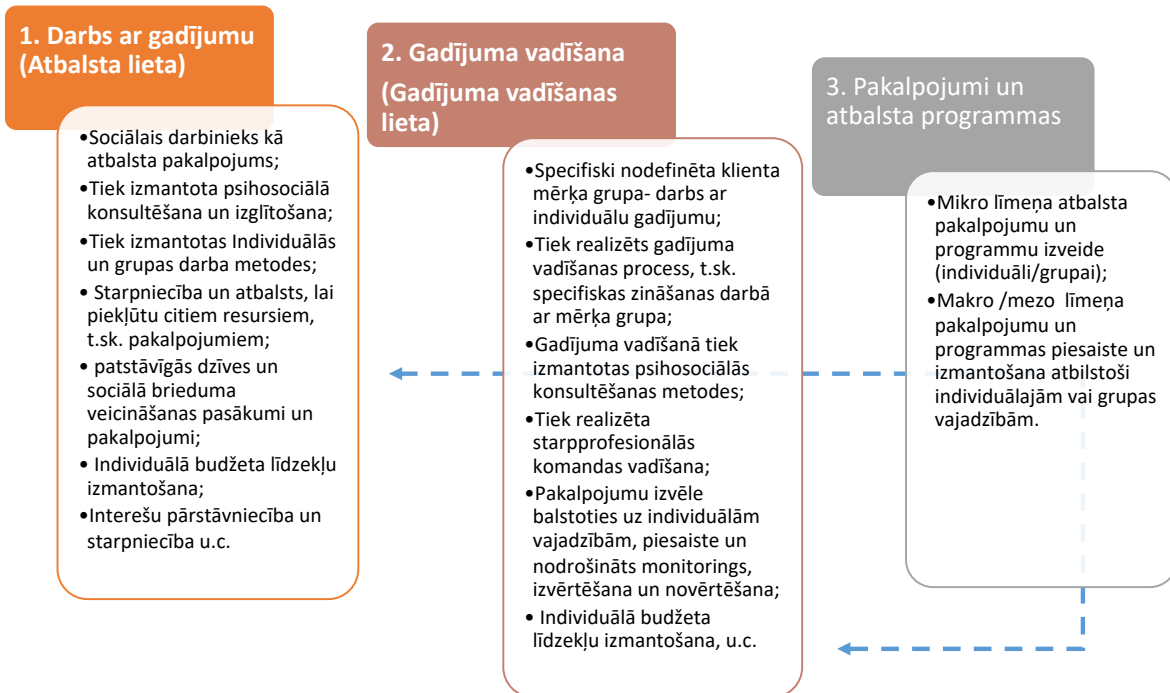 1. Darbs ar gadījumu
(Atbalsta lieta)
•Sociālais darbinieks kā
atbalsta pakalpojums;
•Tiek izmantota psihosociālā
konsultēšana un izglītošana;
•Tiek izmantotas Individuālās
un grupas darba metodes;
• Starpniecība un atbalsts, lai
piekļūtu citiem resursiem,
t.sk. pakalpojumiem;
• patstāvīgās dzīves un
sociālā brieduma
veicināšanas pasākumi un
pakalpojumi;
• Individuālā budžeta līdzekļu
izmantošana;
•Interešu pārstāvniecība un
starpniecība u.c.
2. Gadījuma vadīšana
(Gadījuma vadīšanas
lieta)
•Specifiski nodefinēta klienta
mērķa grupa- darbs ar
individuālu gadījumu;
•Tiek realizēts gadījuma
vadīšanas process, t.sk.
specifiskas zināšanas darbā
ar mērķa grupa;
•Gadījuma vadīšanā tiek
izmantotas psihosociālās
konsultēšanas metodes;
•Tiek realizēta
starpprofesionālās
komandas vadīšana;
•Pakalpojumu izvēle
balstoties uz individuālām
vajadzībām, piesaiste un
nodrošināts monitorings,
izvērtēšana un novērtēšana;
• Individuālā budžeta
līdzekļu izmantošana, u.c.
3. Pakalpojumi un
atbalsta programmas
•Mikro līmeņa atbalsta
pakalpojumu un
programmu izveide
(individuāli/grupai);
•Makro /mezo līmeņa
pakalpojumu un
programmas piesaiste un
izmantošana atbilstoši
individuālajām vai grupas
vajadzībām.